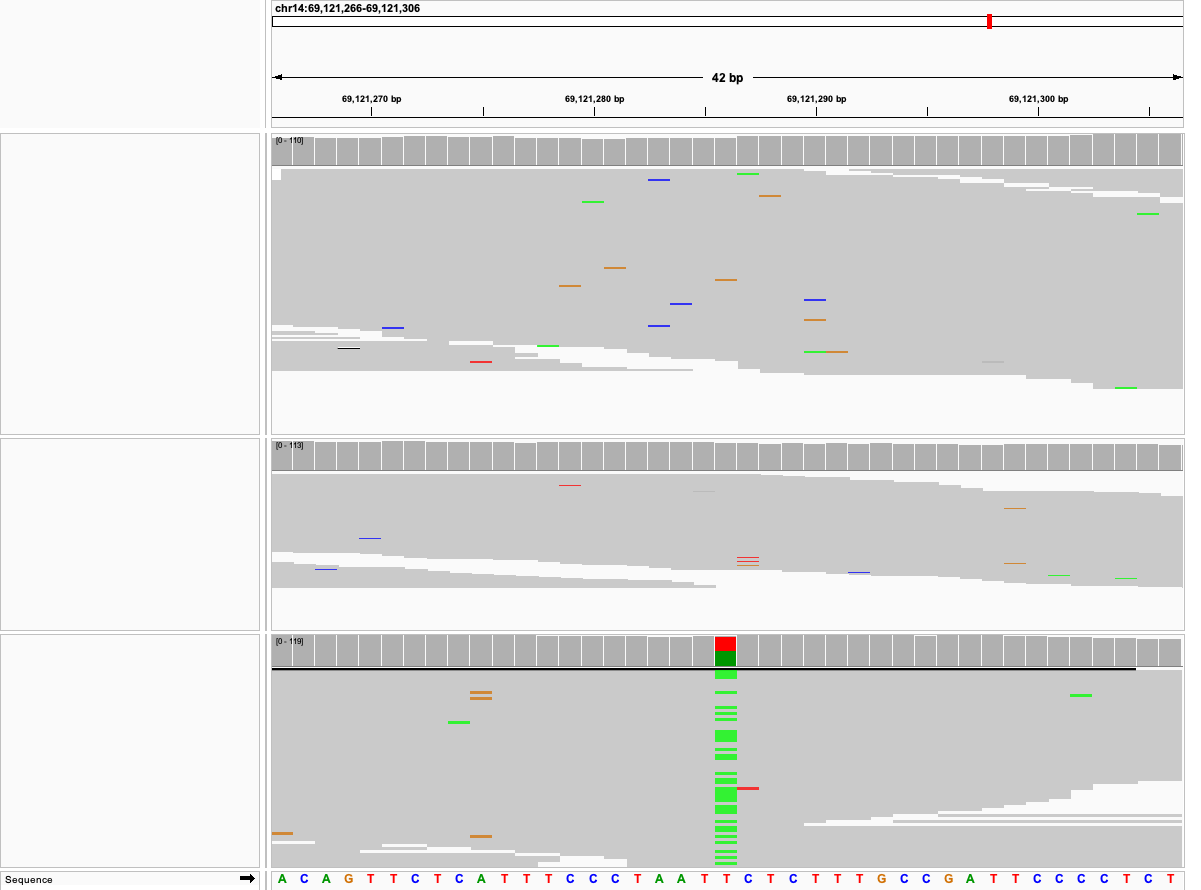 chr14:69,121,266-69,121,306
42 bp
69,121,270 bp 69,121,280 bp 69,121,290 bp 69,121,300 bp
[0 - 110]
[0 - 113]
[0 - 119]
Sequence A C A G T T C T C A T T T C C C T A A T T C T C T T T G C C G A T T C C C C T C T